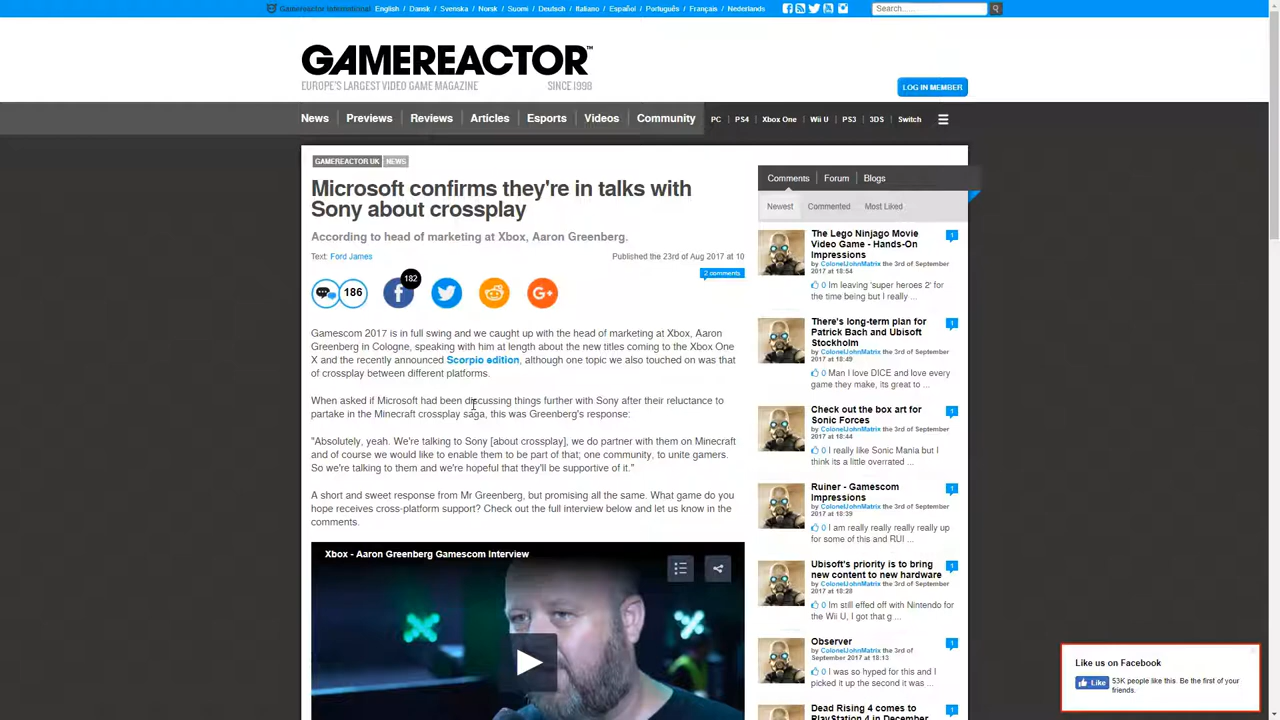 Gamereactor International English / Dansk / Svenska / Norsk / Suomi / Deutsch / Italiano / Español / Português / Français / Nederlands
Search......
GAMEREACTOR™
EUROPE'S LARGEST VIDEO GAME MAGAZINE SINCE 1998
LOG IN MEMBER
News Previews Reviews Articles Esports Videos Community PC PS4 Xbox One Wii U PS3 3DS Switch
GAMEREACTOR UK NEWS
Microsoft confirms they're in talks with
Sony about crossplay
According to head of marketing at Xbox, Aaron Greenberg.
Text: Ford James Published the 23rd of Aug 2017 at 10
2 comments
186
182
f
G+
Gamescom 2017 is in full swing and we caught up with the head of marketing at Xbox, Aaron
Greenberg in Cologne, speaking with him at length about the new titles coming to the Xbox One
X and the recently announced Scorpio edition, although one topic we also touched on was that
of crossplay between different platforms.
When asked if Microsoft had been discussing things further with Sony after their reluctance to
partake in the Minecraft crossplay saga, this was Greenberg's response:
"Absolutely, yeah. We're talking to Sony [about crossplay], we do partner with them on Minecraft
and of course we would like to enable them to be part of that; one community, to unite gamers.
So we're talking to them and we're hopeful that they'll be supportive of it."
A short and sweet response from Mr Greenberg, but promising all the same. What game do you
hope receives cross-platform support? Check out the full interview below and let us know in the
comments.
Xbox - Aaron Greenberg Gamescom Interview
Comments Forum Blogs
Newest Commented Most Liked
The Lego Ninjago Movie
Video Game - Hands-On
Impressions
1
by ColonelJohnMatrix the 3rd of September
2017 at 18:54
0 Im leaving 'super heroes 2' for
the time being but I really ...
There's long-term plan for
Patrick Bach and Ubisoft
Stockholm
1
by ColonelJohnMatrix the 3rd of September
2017 at 18:49
0 Man I love DICE and love every
game they make, its great to ...
Check out the box art for
Sonic Forces
1
by ColonelJohnMatrix the 3rd of September
2017 at 18:44
0 I really like Sonic Mania but I
think its a little overrated ...
Ruiner - Gamescom
Impressions
1
by ColonelJohnMatrix the 3rd of September
2017 at 18:39
0 I am really really really really up
for some of this and RUI ...
Ubisoft's priority is to bring
new content to new hardware
1
by ColonelJohnMatrix the 3rd of September
2017 at 18:28
0 Im still effed off with Nintendo for
the Wii U, I got that g ...
Observer
1
by ColonelJohnMatrix the 3rd of
September 2017 at 18:13
0 I was so hyped for this and I
picked it up the second it was ...
Dead Rising 4 comes to
PlayStation 4 in December
1
Like us on Facebook
Like 53K people like this. Be the first of your
friends.